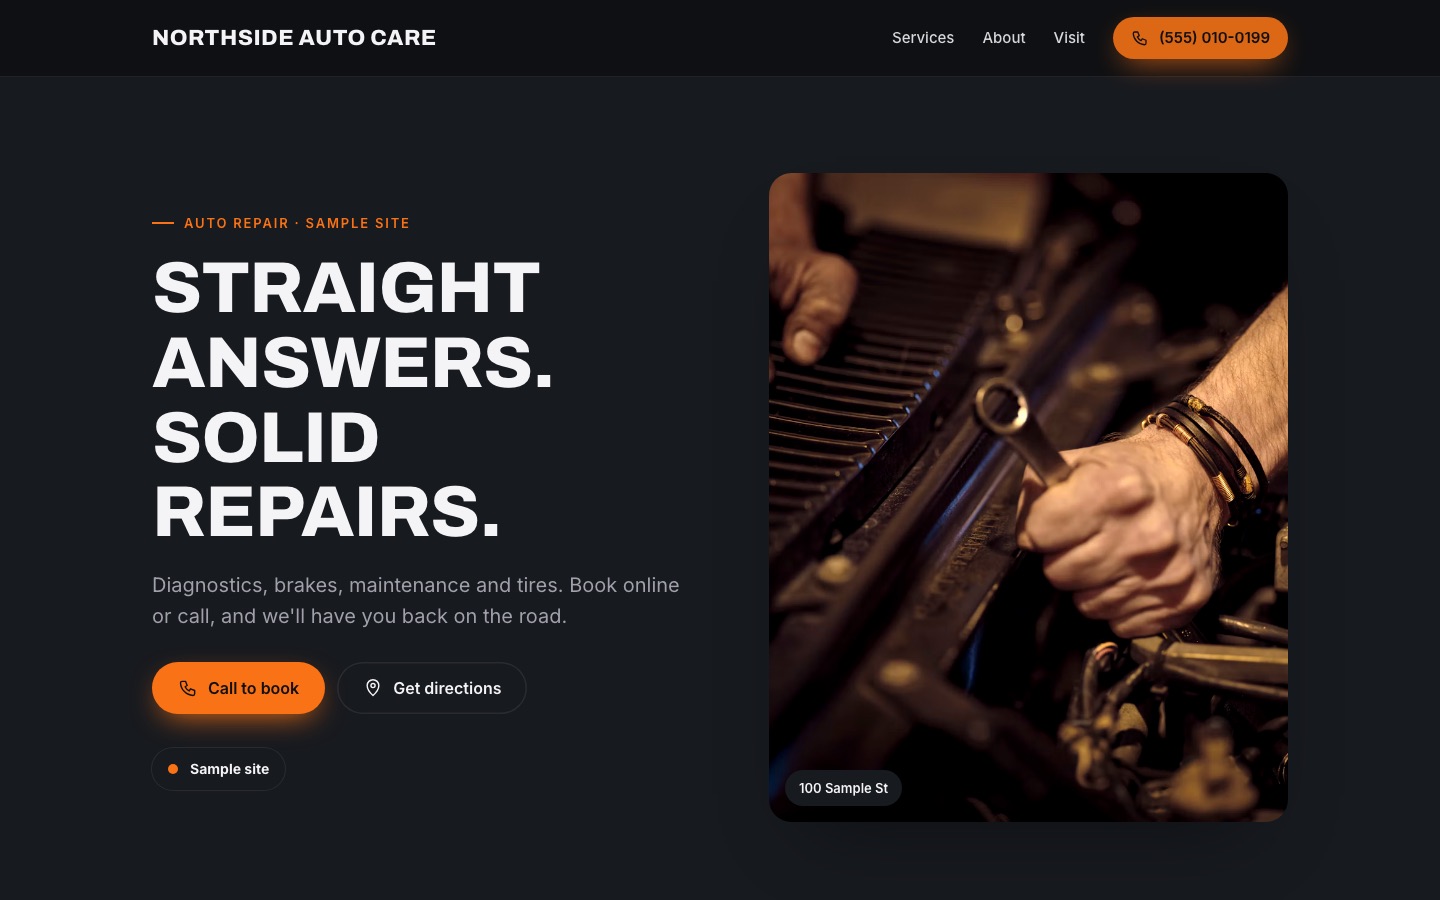 NORTHSIDE AUTO CARE
Services
About
Visit
(555) 010-0199
AUTO REPAIR · SAMPLE SITE
STRAIGHT
ANSWERS.
SOLID
REPAIRS.
Diagnostics, brakes, maintenance and tires. Book online
or call, and we'll have you back on the road.
Call to book
Get directions
Sample site
100 Sample St